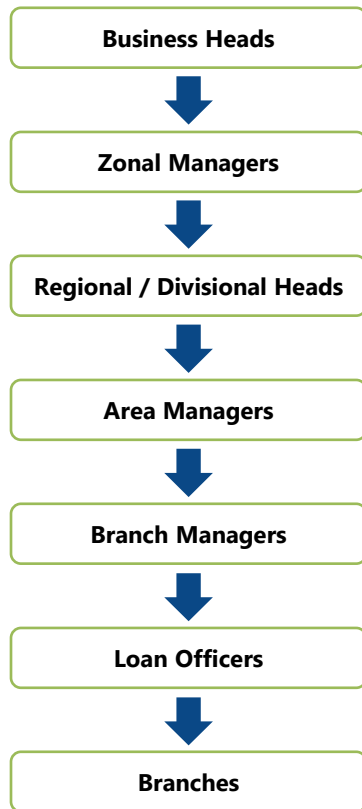 Business Heads
Zonal Managers
Regional / Divisional Heads
Area Managers
Branch Managers
Loan Officers
Branches